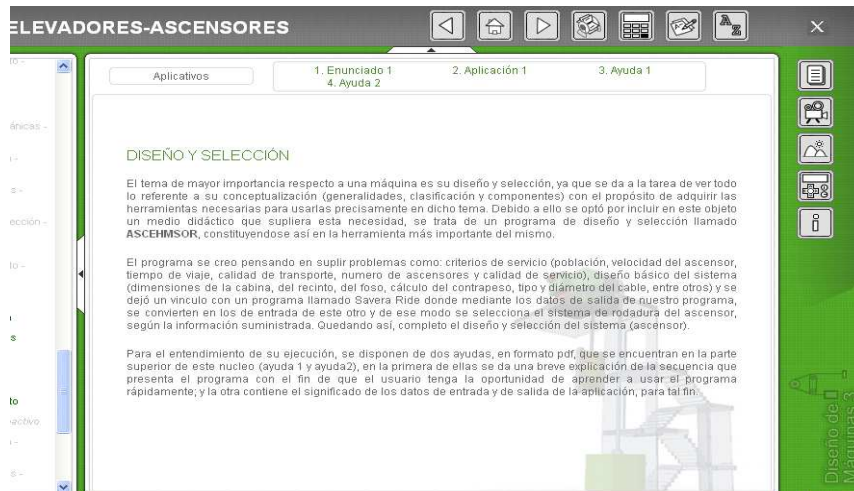 ELEVADORES-ASCENSORES
Aplicativos
1. Enunciado 1
2. Aplicación 1
3. Ayuda 1
4. Ayuda 2
DISEÑO Y SELECCIÓN
El tema de mayor importancia respecto a una máquina es su diseño y selección, ya que se da a la tarea de ver todo
lo referente a su conceptualización (generalidades, clasificación y componentes) con el propósito de adquirir las
herramientas necesarias para usarlas precisamente en dicho tema. Debido a ello se optó por incluir en este objeto
un medio didáctico que supliera esta necesidad, se trata de un programa de diseño y selección llamado
ASCEHMSOR, constituyendose así en la herramienta más importante del mismo.
El programa se creo pensando en suplir problemas como: criterios de servicio (población, velocidad del ascensor,
tiempo de viaje, calidad de transporte, numero de ascensores y calidad de servicio), diseño básico del sistema
(dimensiones de la cabina, del recinto, del foso, cálculo del contrapeso, tipo y diámetro del cable, entre otros) y se
dejó un vinculo con un programa llamado Savera Ride donde mediante los datos de salida de nuestro programa,
se convierten en los de entrada de este otro y de ese modo se selecciona el sistema de rodadura del ascensor,
según la información suministrada. Quedando así, completo el diseño y selección del sistema (ascensor).
Para el entendimiento de su ejecución, se disponen de dos ayudas, en formato pdf, que se encuentran en la parte
superior de este nucleo (ayuda 1 y ayuda2), en la primera de ellas se da una breve explicación de la secuencia que
presenta el programa con el fin de que el usuario tenga la oportunidad de aprender a usar el programa
rápidamente; y la otra contiene el significado de los datos de entrada y de salida de la aplicación, para tal fin.
Diseño de
Máquinas 3